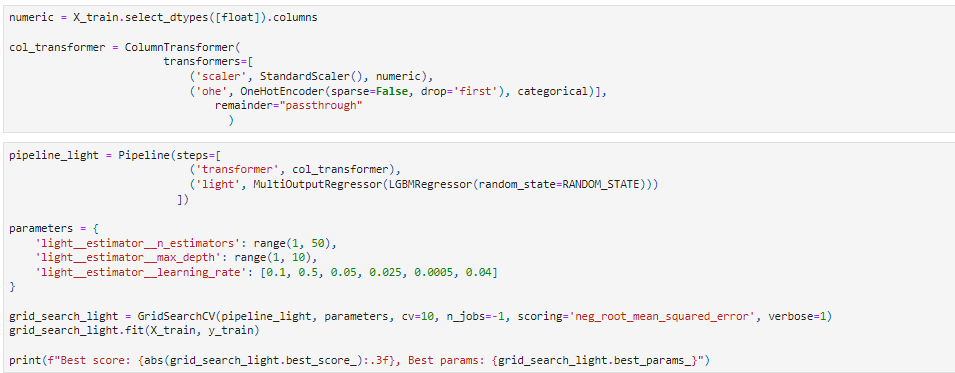 numeric = X_train.select_dtypes([float]).columns
col_transformer = ColumnTransformer(
transformers=[
('scaler', StandardScaler(), numeric),
('ohe', OneHotEncoder(sparse=False, drop='first'), categorical)],
remainder="passthrough"
)
pipeline_light = Pipeline(steps=[
('transformer', col_transformer),
('light', MultiOutputRegressor(LGBMRegressor(random_state=RANDOM_STATE)))
])
parameters = {
'light__estimator__n_estimators': range(1, 50),
'light__estimator__max_depth': range(1, 10),
'light__estimator__learning_rate': [0.1, 0.5, 0.05, 0.025, 0.0005, 0.04]
}
grid_search_light = GridSearchCV(pipeline_light, parameters, cv=10, n_jobs=-1, scoring='neg_root_mean_squared_error', verbose=1)
grid_search_light.fit(X_train, y_train)
print(f"Best score: {abs(grid_search_light.best_score_):.3f}, Best params: {grid_search_light.best_params_}")